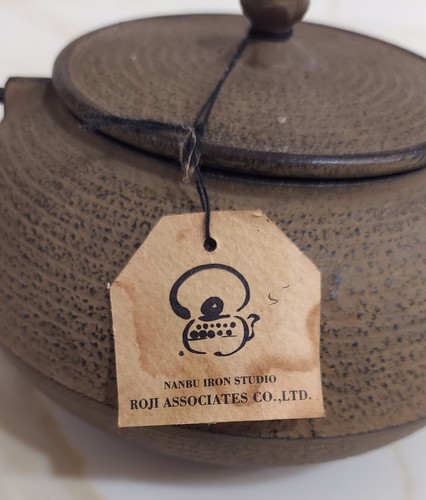 NANBU IRON STUDIO
ROJI ASSOCIATES CO.,LTD.